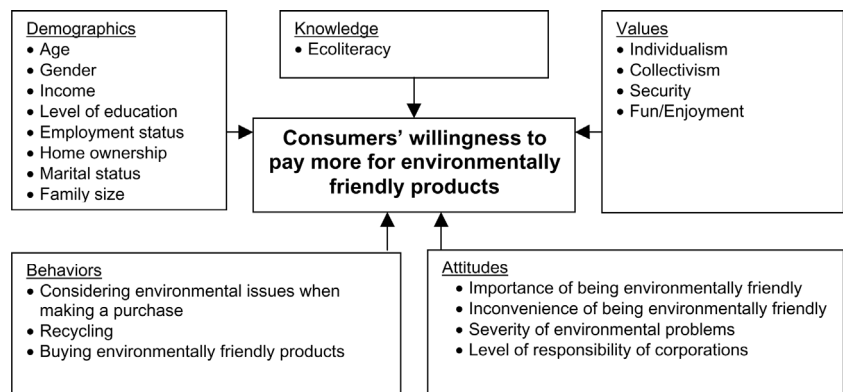 Demographics
• Age
• Gender
• Income
• Level of education
• Employment status
• Home ownership
• Marital status
• Family size
Knowledge
• Ecoliteracy
Values
• Individualism
• Collectivism
• Security
• Fun/Enjoyment
Consumers’ willingness to
pay more for environmentally
friendly products
Behaviors
• Considering environmental issues when
making a purchase
• Recycling
• Buying environmentally friendly products
Attitudes
• Importance of being environmentally friendly
• Inconvenience of being environmentally friendly
• Severity of environmental problems
• Level of responsibility of corporations